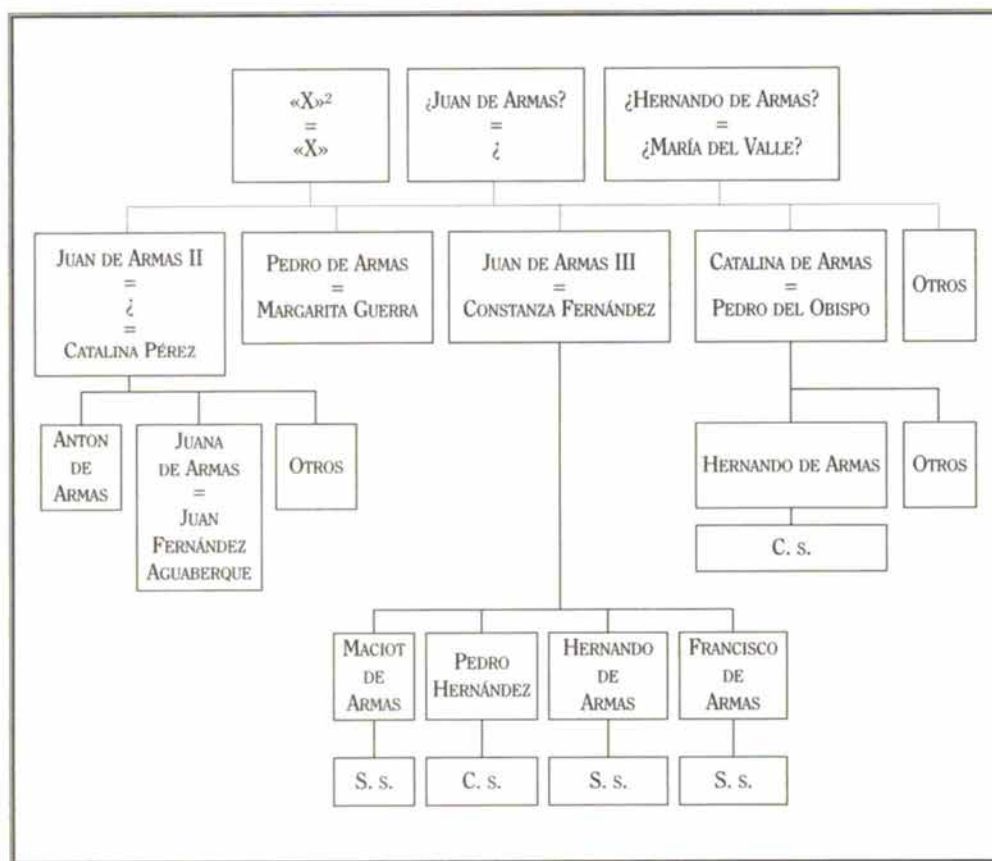 «X»²
=
«X»
¿JUAN DE ARMAS?
=
¿
¿HERNANDO DE ARMAS?
=
¿MARÍA DEL VALLE?
JUAN DE ARMAS II
=
¿
=
CATALINA PÉREZ
PEDRO DE ARMAS
=
MARGARITA GUERRA
JUAN DE ARMAS III
=
CONSTANZA FERNÁNDEZ
CATALINA DE ARMAS
=
PEDRO DEL OBISPO
OTROS
ANTON
DE
ARMAS
JUANA
DE ARMAS
=
JUAN
FERNÁNDEZ
AGUABERQUE
OTROS
HERNANDO DE ARMAS
OTROS
C. S.
MACIOT
DE
ARMAS
PEDRO
HERNÁNDEZ
HERNANDO
DE
ARMAS
FRANCISCO
DE
ARMAS
S. S.
C. S.
S. S.
S. S.